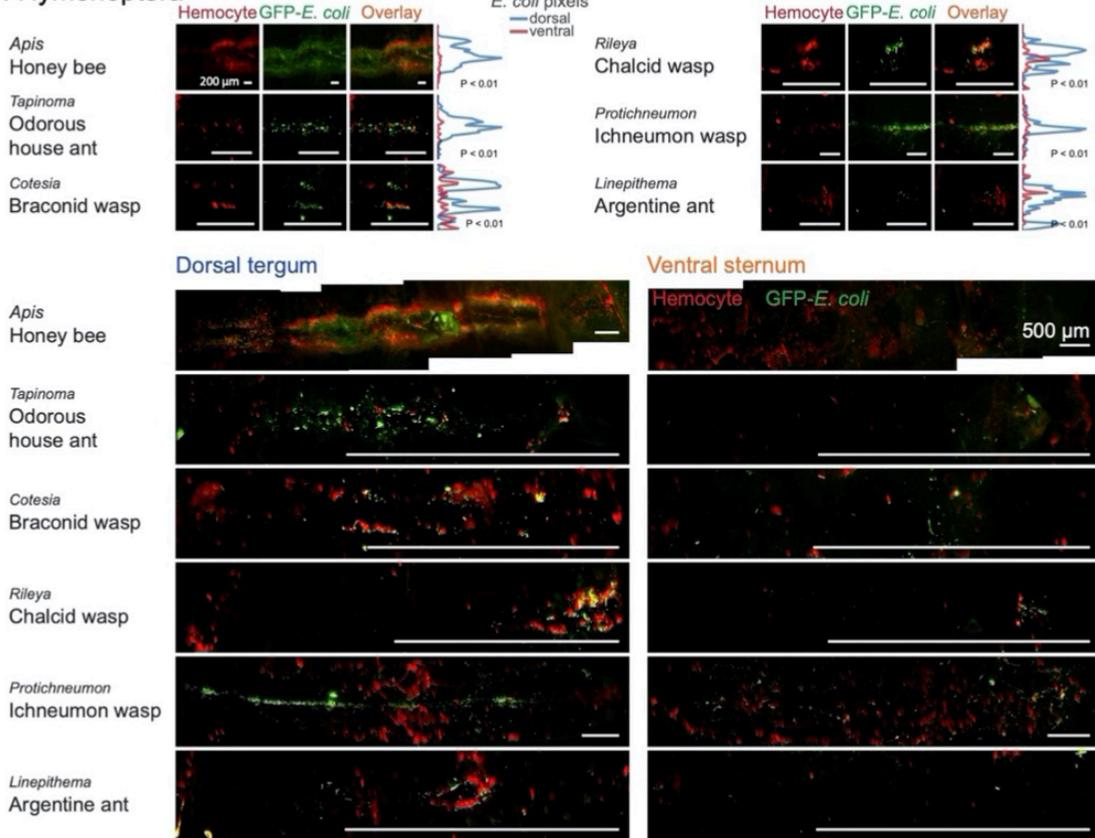 Hemocyte GFP-E. coli Overlay
E. coli pixels
dorsal
ventral
Apis
Honey bee
200 µm
P < 0.01
Tapinoma
Odorous
house ant
P < 0.01
Cotesia
Braconid wasp
P < 0.01
Hemocyte GFP-E. coli Overlay
Rileya
Chalcid wasp
P < 0.01
Protichneumon
Ichneumon wasp
P < 0.01
Linepithema
Argentine ant
P < 0.01
Dorsal tergum
Ventral sternum
Apis
Honey bee
Hemocyte GFP-E. coli
500 µm
Tapinoma
Odorous
house ant
Cotesia
Braconid wasp
Rileya
Chalcid wasp
Protichneumon
Ichneumon wasp
Linepithema
Argentine ant